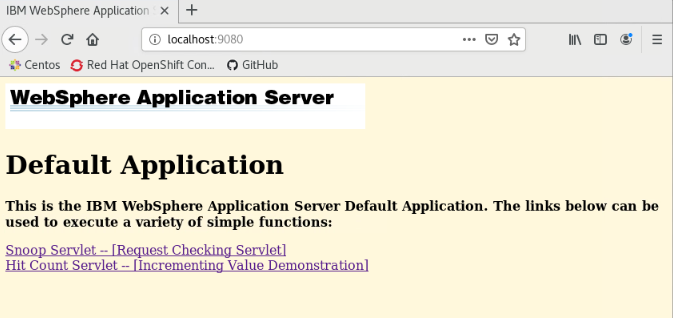 IBM WebSphere Application
localhost:9080
Centos
Red Hat OpenShift Con...
GitHub
WebSphere Application Server
Default Application
This is the IBM WebSphere Application Server Default Application. The links below can be
used to execute a variety of simple functions:
Snoop Servlet -- [Request Checking Servlet]
Hit Count Servlet -- [Incrementing Value Demonstration]